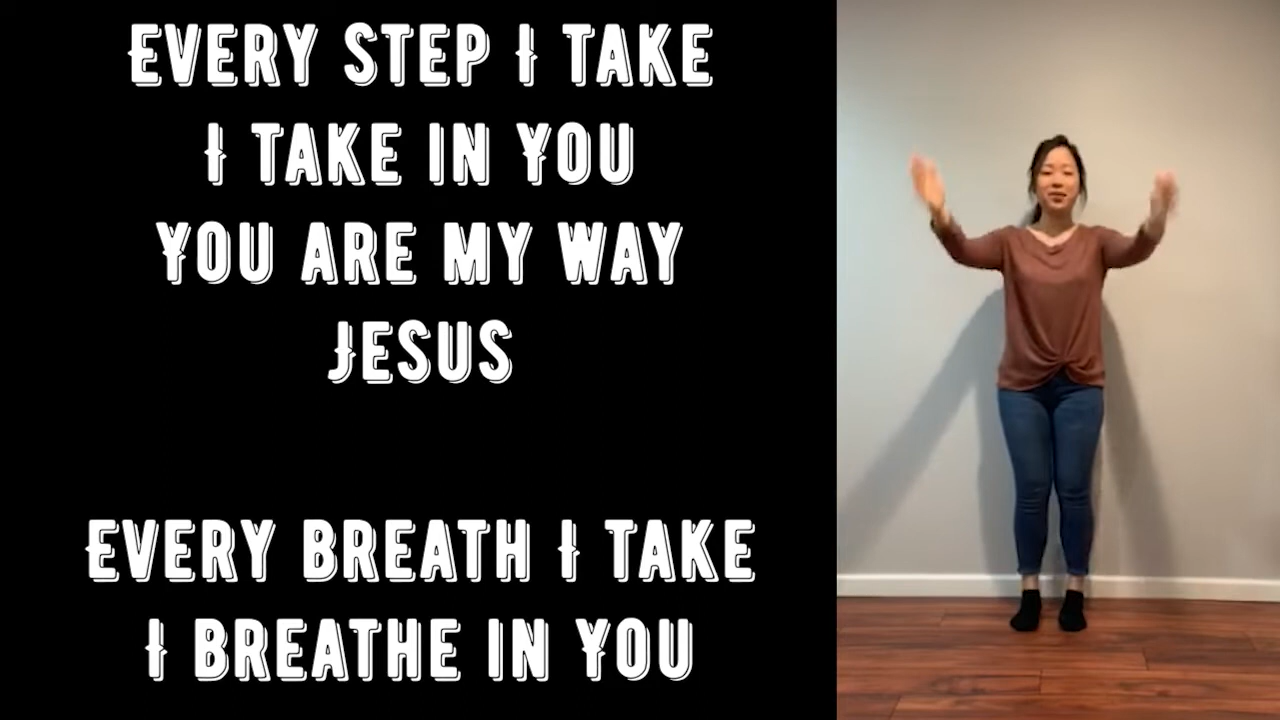 Every Step I take
I take in You
You are my way
Jesus
Every breath I take
I breathe in You